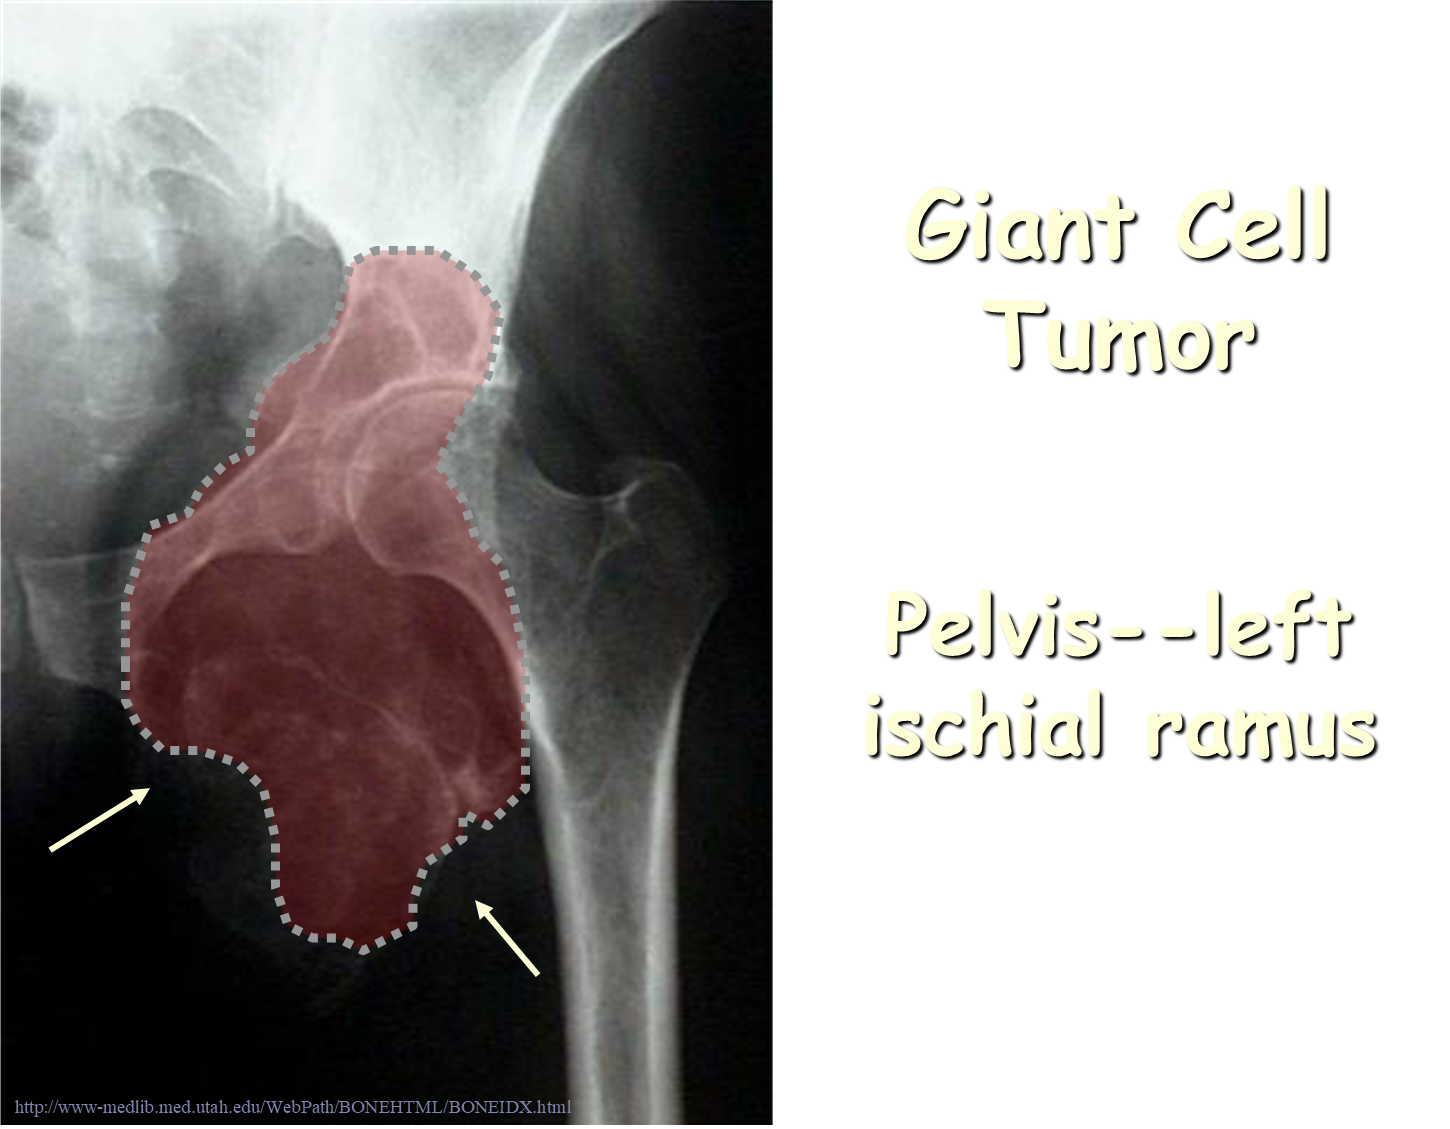 Giant Cell
Tumor
Pelvis--left
ischial ramus
http://www-medlib.med.utah.edu/WebPath/BONEHTML/BONEIDX.html